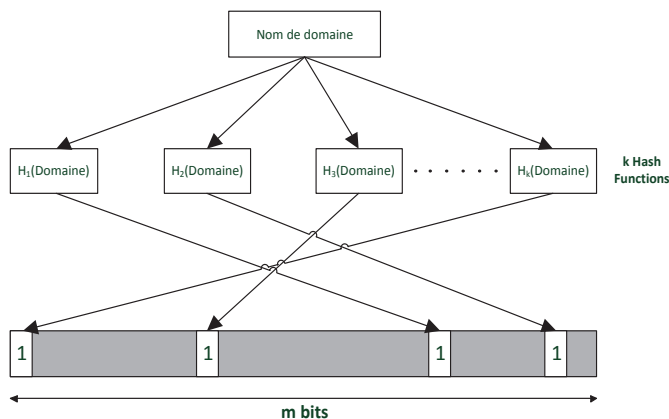 Nom de domaine
H1(Domaine) H2(Domaine) H3(Domaine) . . . . . . Hk(Domaine)
k Hash
Functions
1 1 1 1
m bits